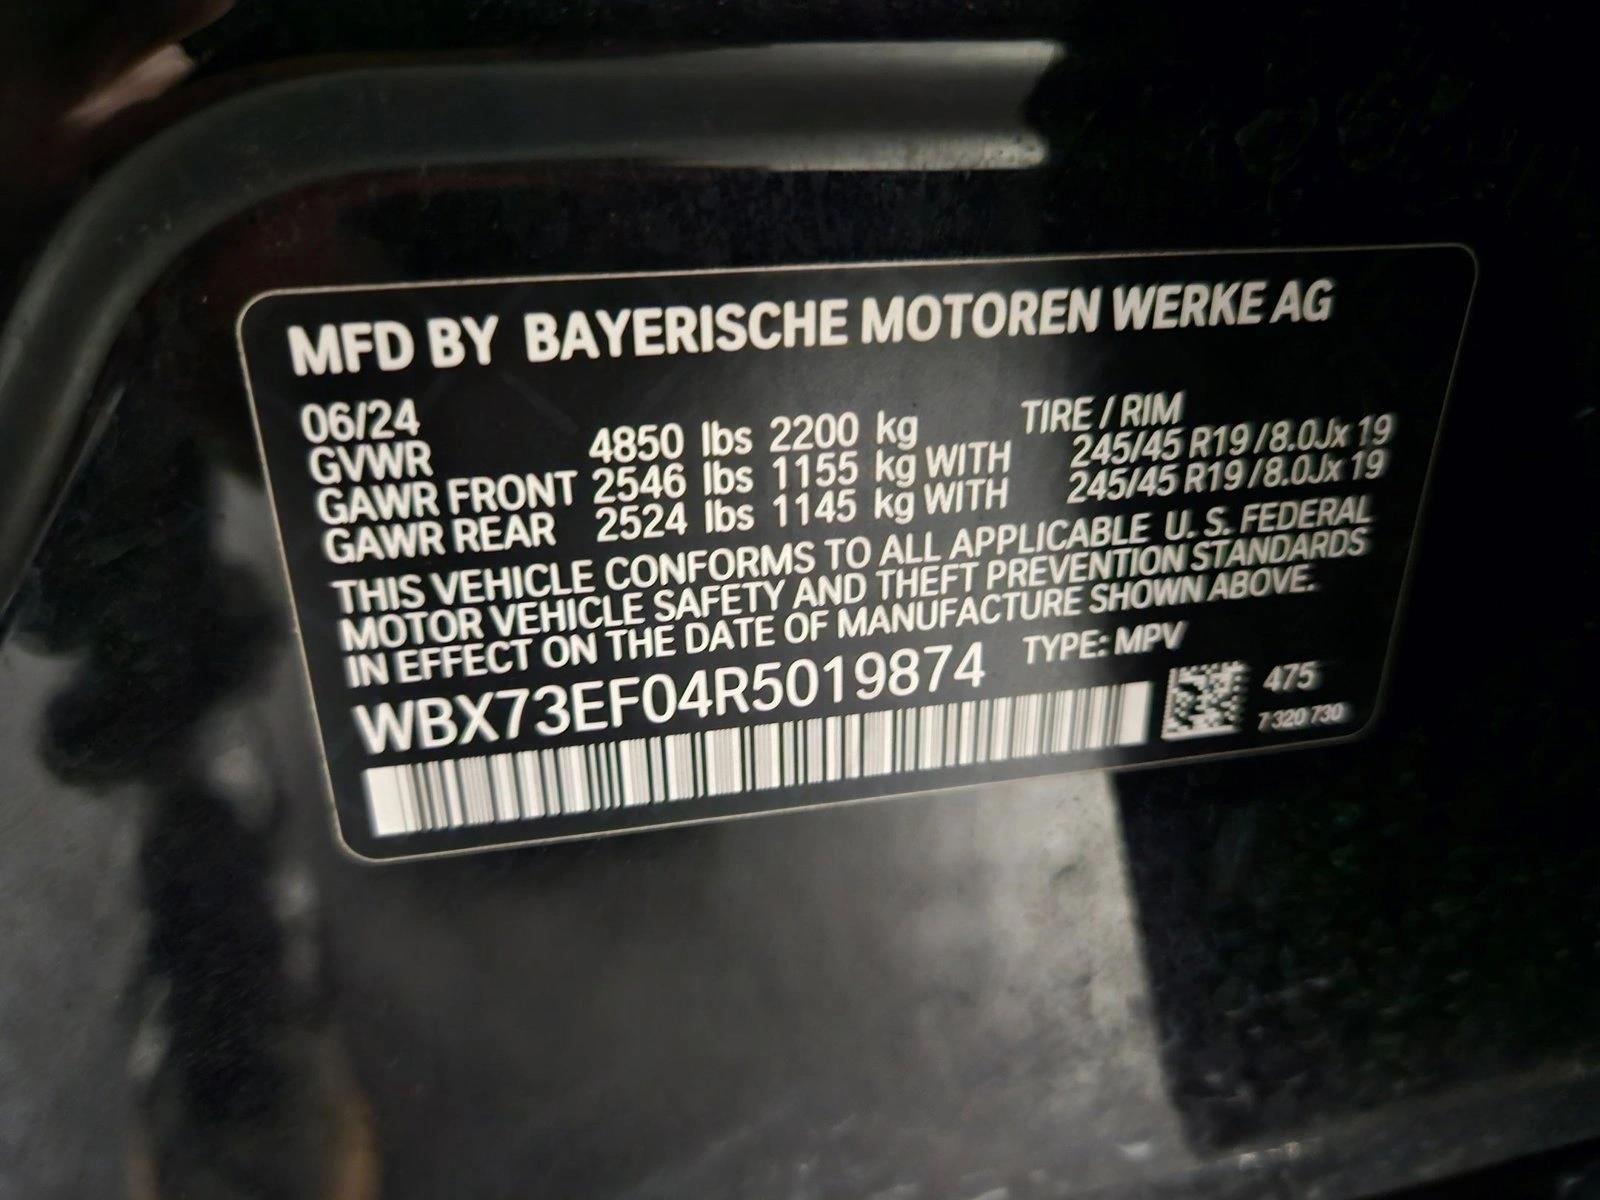 MFD BY BAYERISCHE MOTOREN WERKE AG
06/24 TIRE / RIM
GVWR 4850 lbs 2200 kg
GAWR FRONT 2546 lbs 1155 kg WITH 245/45 R19 /8.0Jx 19
GAWR REAR 2524 lbs 1145 kg WITH 245/45 R19 /8.0Jx 19
THIS VEHICLE CONFORMS TO ALL APPLICABLE U. S. FEDERAL
MOTOR VEHICLE SAFETY AND THEFT PREVENTION STANDARDS
IN EFFECT ON THE DATE OF MANUFACTURE SHOWN ABOVE.
WBX73EF04R5019874 TYPE: MPV
475
7 320 730